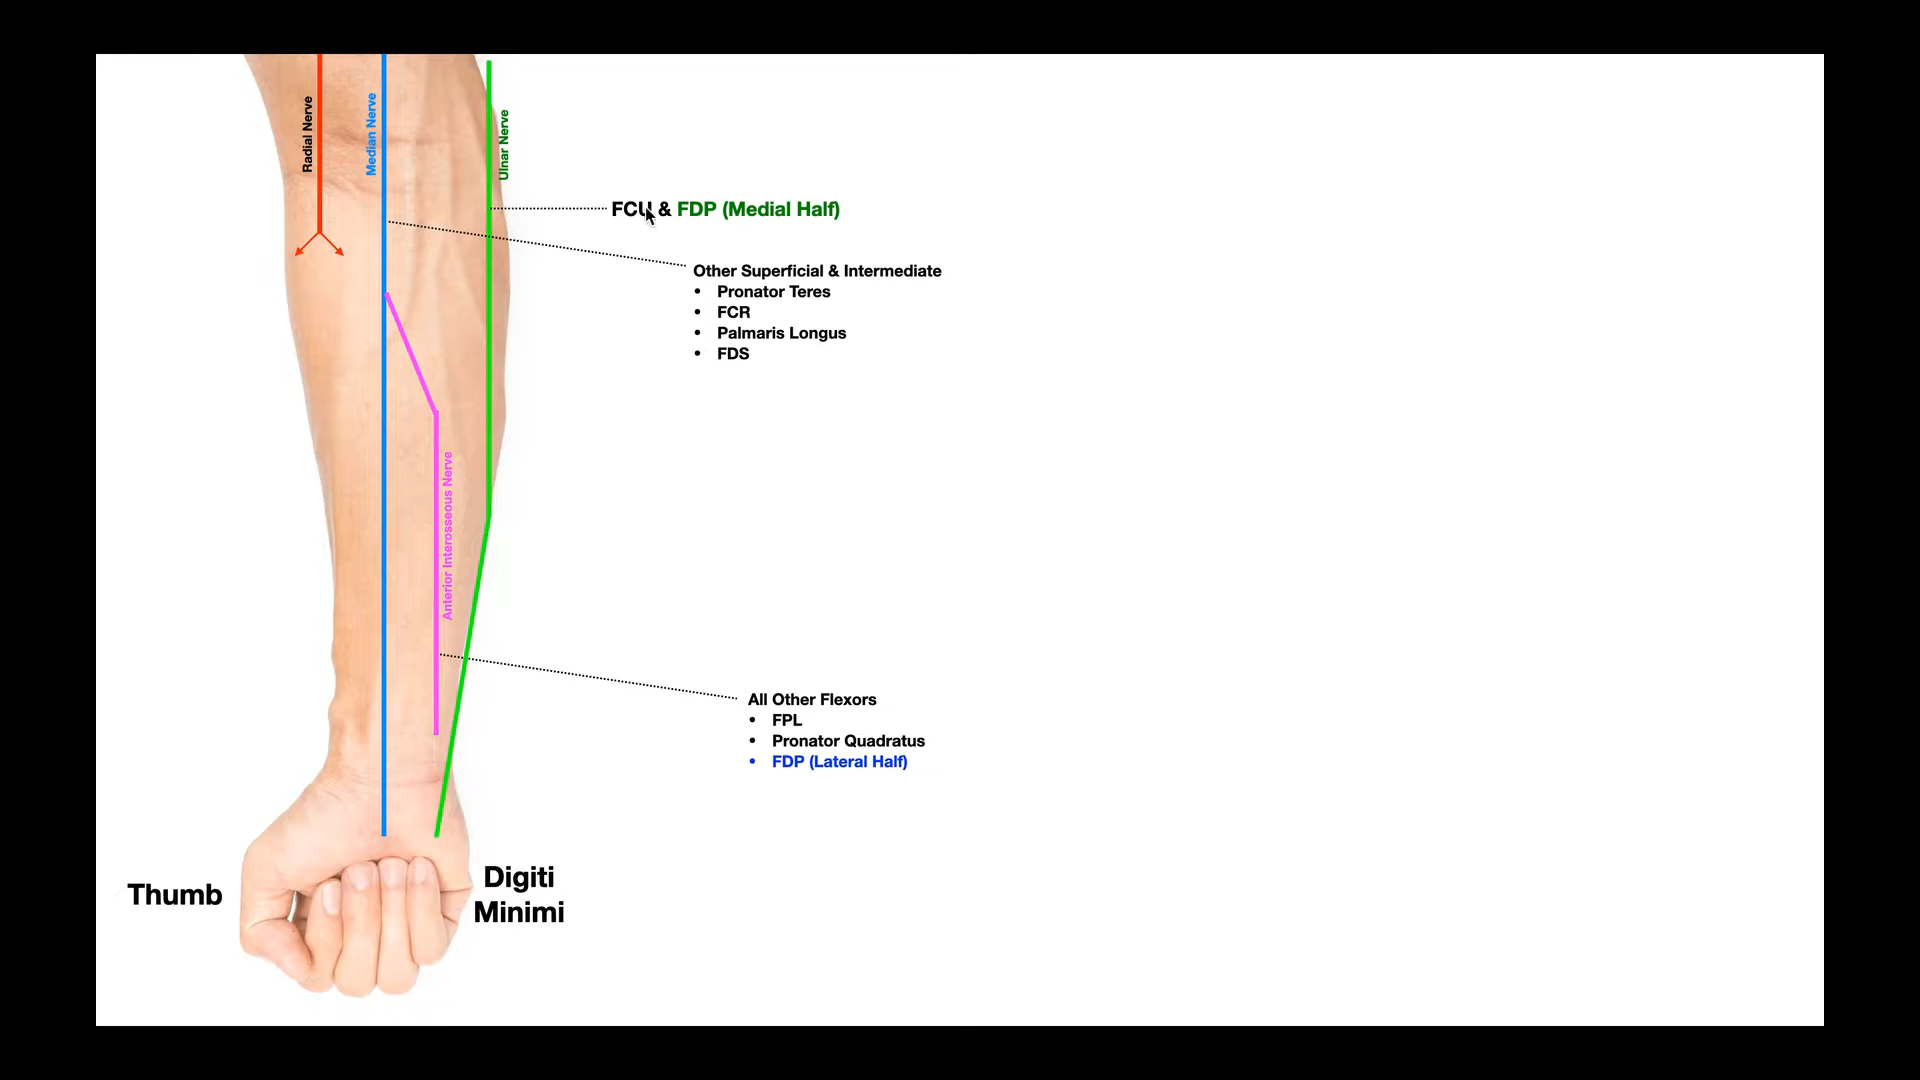 Radial Nerve
Median Nerve
Ulnar Nerve
FCU & FDP (Medial Half)
Other Superficial & Intermediate
• Pronator Teres
• FCR
• Palmaris Longus
• FDS
Anterior Interosseous Nerve
All Other Flexors
• FPL
• Pronator Quadratus
• FDP (Lateral Half)
Thumb
Digiti
Minimi